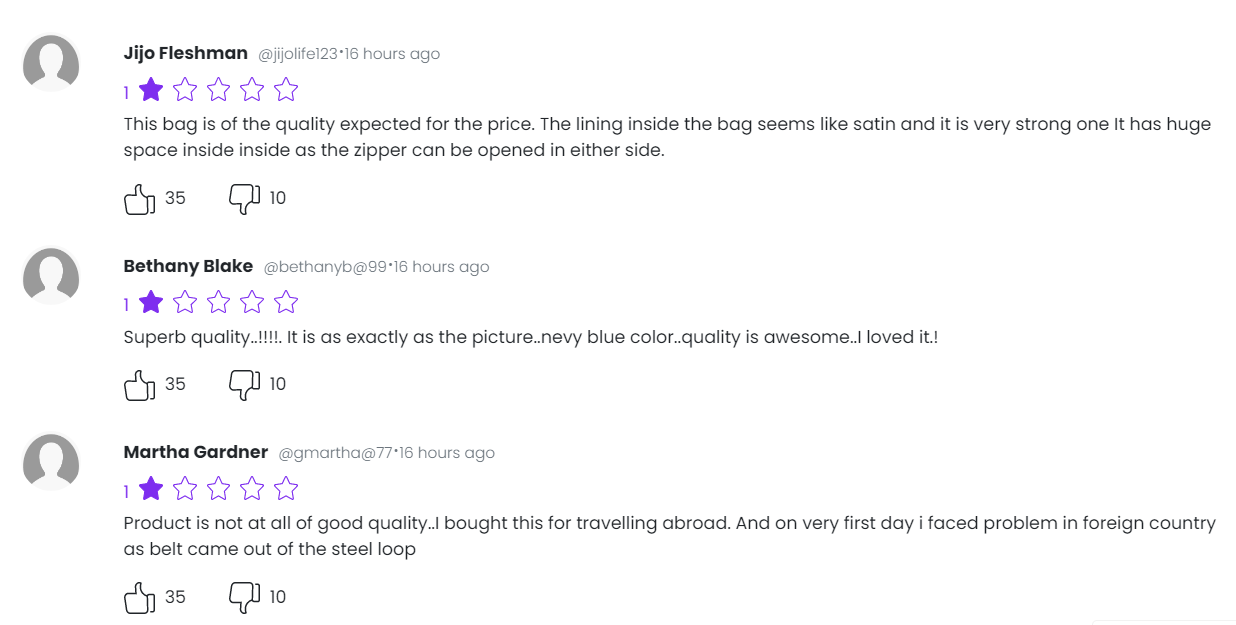 Jijo Fleshman @jijolife123•16 hours ago
1
This bag is of the quality expected for the price. The lining inside the bag seems like satin and it is very strong one It has huge
space inside inside as the zipper can be opened in either side.
35 10
Bethany Blake @bethanyb@99•16 hours ago
1
Superb quality..!!!!. It is as exactly as the picture..nevy blue color..quality is awesome..I loved it.!
35 10
Martha Gardner @gmartha@77•16 hours ago
1
Product is not at all of good quality..I bought this for travelling abroad. And on very first day i faced problem in foreign country
as belt came out of the steel loop
35 10